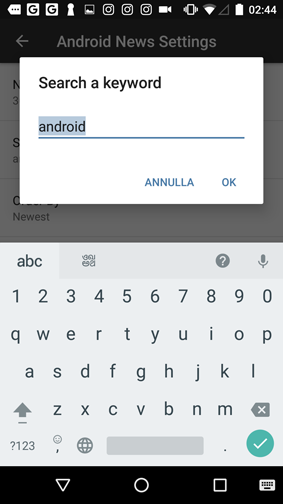 02:44
Android News Settings
Search a keyword
android
ANNULLA OK
Order By
Newest
abc
1 2 3 4 5 6 7 8 9 0
q w e r t y u i o p
a s d f g h j k l
z x c v b n m
?123 , .